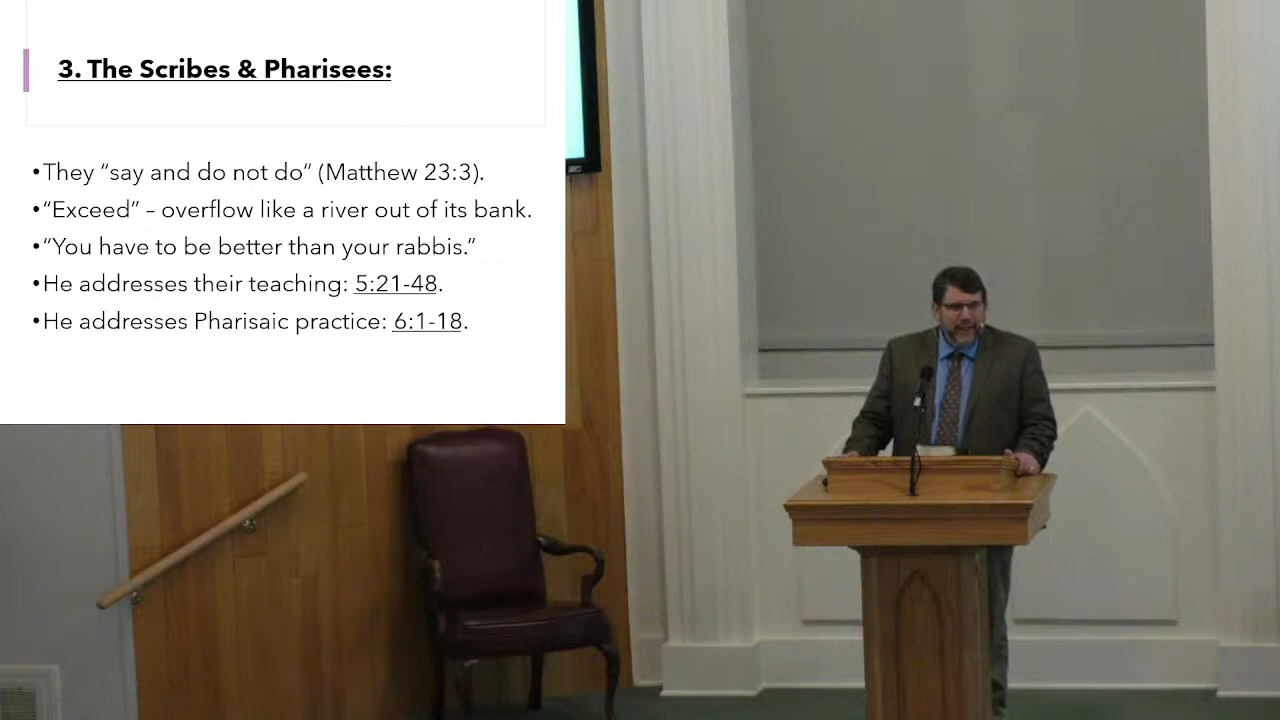 3. The Scribes & Pharisees:
•They “say and do not do” (Matthew 23:3).
•“Exceed” – overflow like a river out of its bank.
•“You have to be better than your rabbis.”
•He addresses their teaching: 5:21-48.
•He addresses Pharisaic practice: 6:1-18.